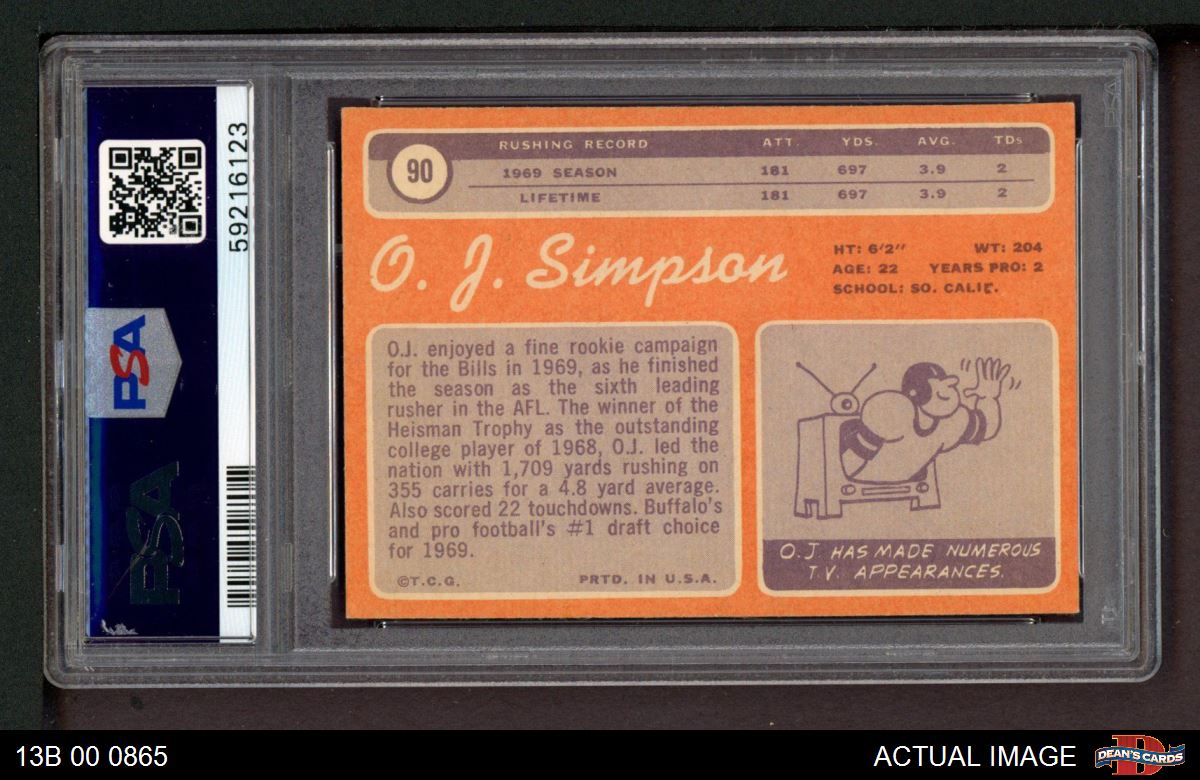 59216123
PSA
PSA
90
RUSHING RECORD ATT. YDS. AVG. TDs
1969 SEASON 181 697 3.9 2
LIFETIME 181 697 3.9 2
O. J. Simpson
HT: 6'2" WT: 204
AGE: 22 YEARS PRO: 2
SCHOOL: SO. CALIF.
O.J. enjoyed a fine rookie campaign
for the Bills in 1969, as he finished
the season as the sixth leading
rusher in the AFL. The winner of the
Heisman Trophy as the outstanding
college player of 1968, O.J. led the
nation with 1,709 yards rushing on
355 carries for a 4.8 yard average.
Also scored 22 touchdowns. Buffalo's
and pro football's #1 draft choice
for 1969.
©T.C.G. PRTD. IN U.S.A.
O.J. HAS MADE NUMEROUS
T.V. APPEARANCES.
13B 00 0865
ACTUAL IMAGE
DEAN'S CARDS